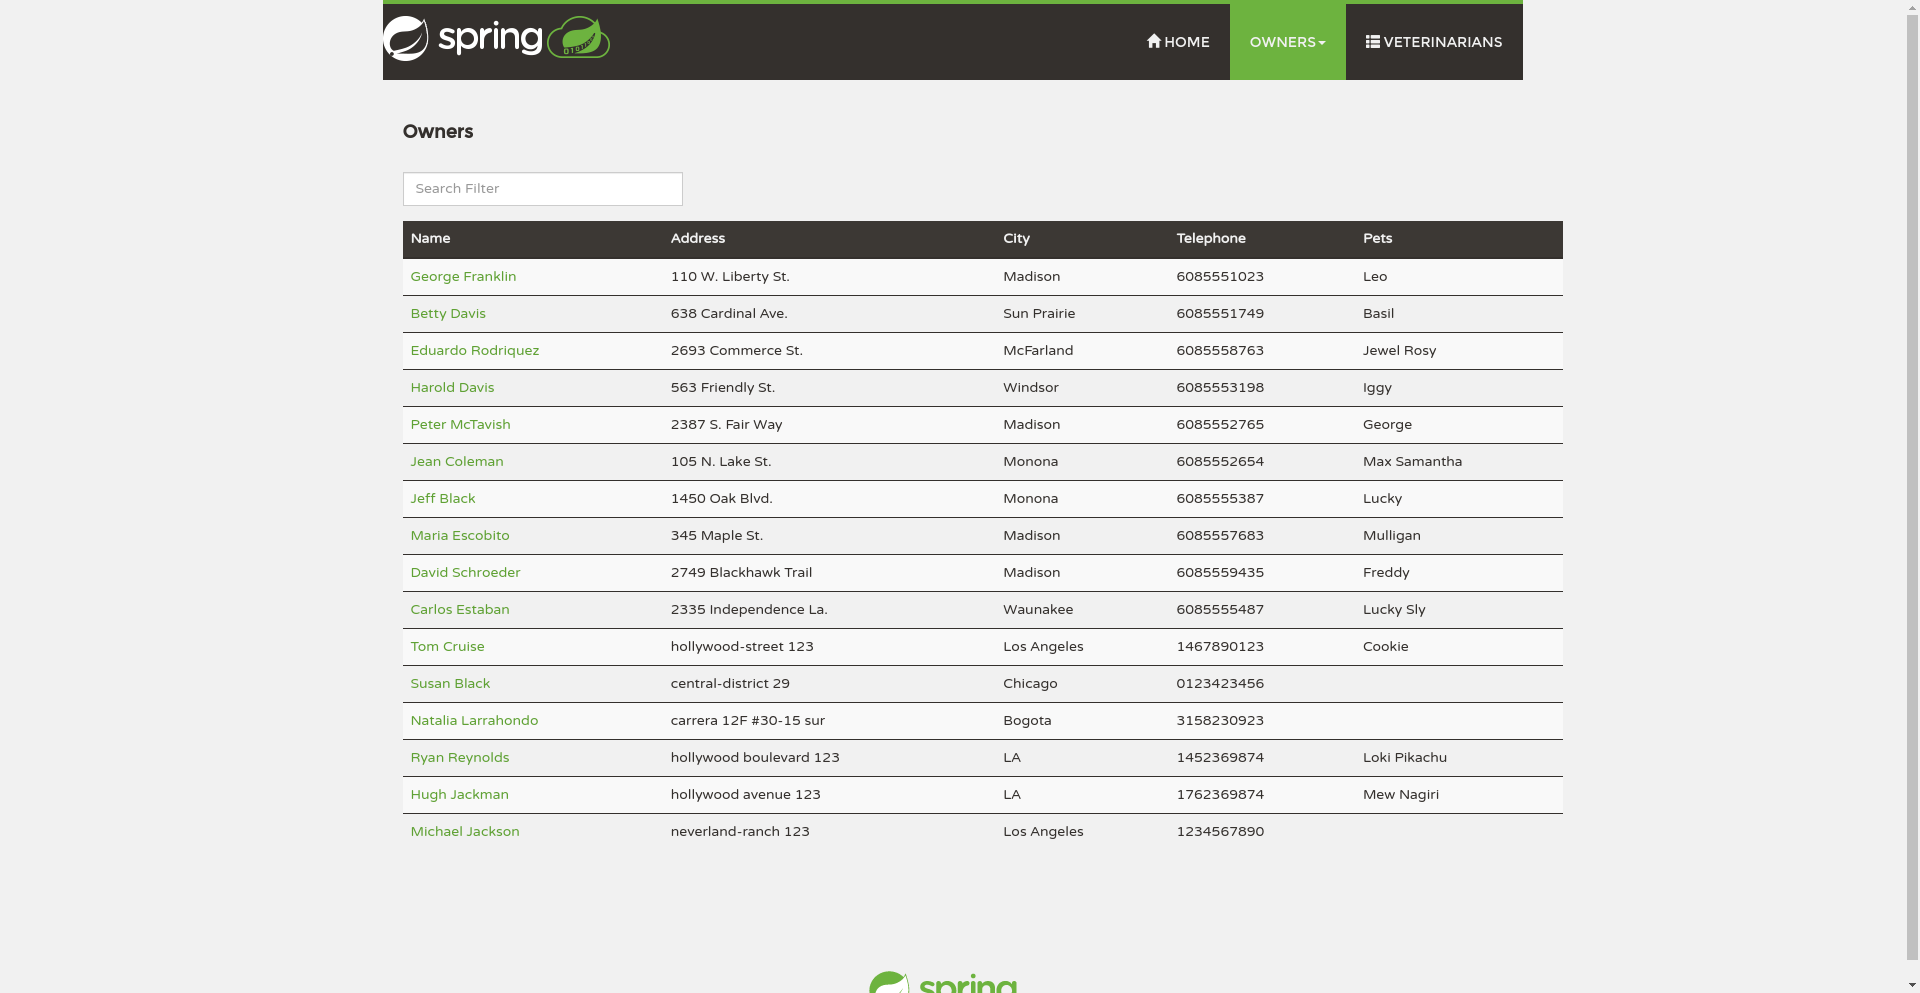 spring
HOME
OWNERS
VETERINARIANS
Owners
Search Filter
Name Address City Telephone Pets
George Franklin 110 W. Liberty St. Madison 6085551023 Leo
Betty Davis 638 Cardinal Ave. Sun Prairie 6085551749 Basil
Eduardo Rodriquez 2693 Commerce St. McFarland 6085558763 Jewel Rosy
Harold Davis 563 Friendly St. Windsor 6085553198 Iggy
Peter McTavish 2387 S. Fair Way Madison 6085552765 George
Jean Coleman 105 N. Lake St. Monona 6085552654 Max Samantha
Jeff Black 1450 Oak Blvd. Monona 6085555387 Lucky
Maria Escobito 345 Maple St. Madison 6085557683 Mulligan
David Schroeder 2749 Blackhawk Trail Madison 6085559435 Freddy
Carlos Estaban 2335 Independence La. Waunakee 6085555487 Lucky Sly
Tom Cruise hollywood-street 123 Los Angeles 1467890123 Cookie
Susan Black central-district 29 Chicago 0123423456
Natalia Larrahondo carrera 12F #30-15 sur Bogota 3158230923
Ryan Reynolds hollywood boulevard 123 LA 1452369874 Loki Pikachu
Hugh Jackman hollywood avenue 123 LA 1762369874 Mew Nagiri
Michael Jackson neverland-ranch 123 Los Angeles 1234567890
spring